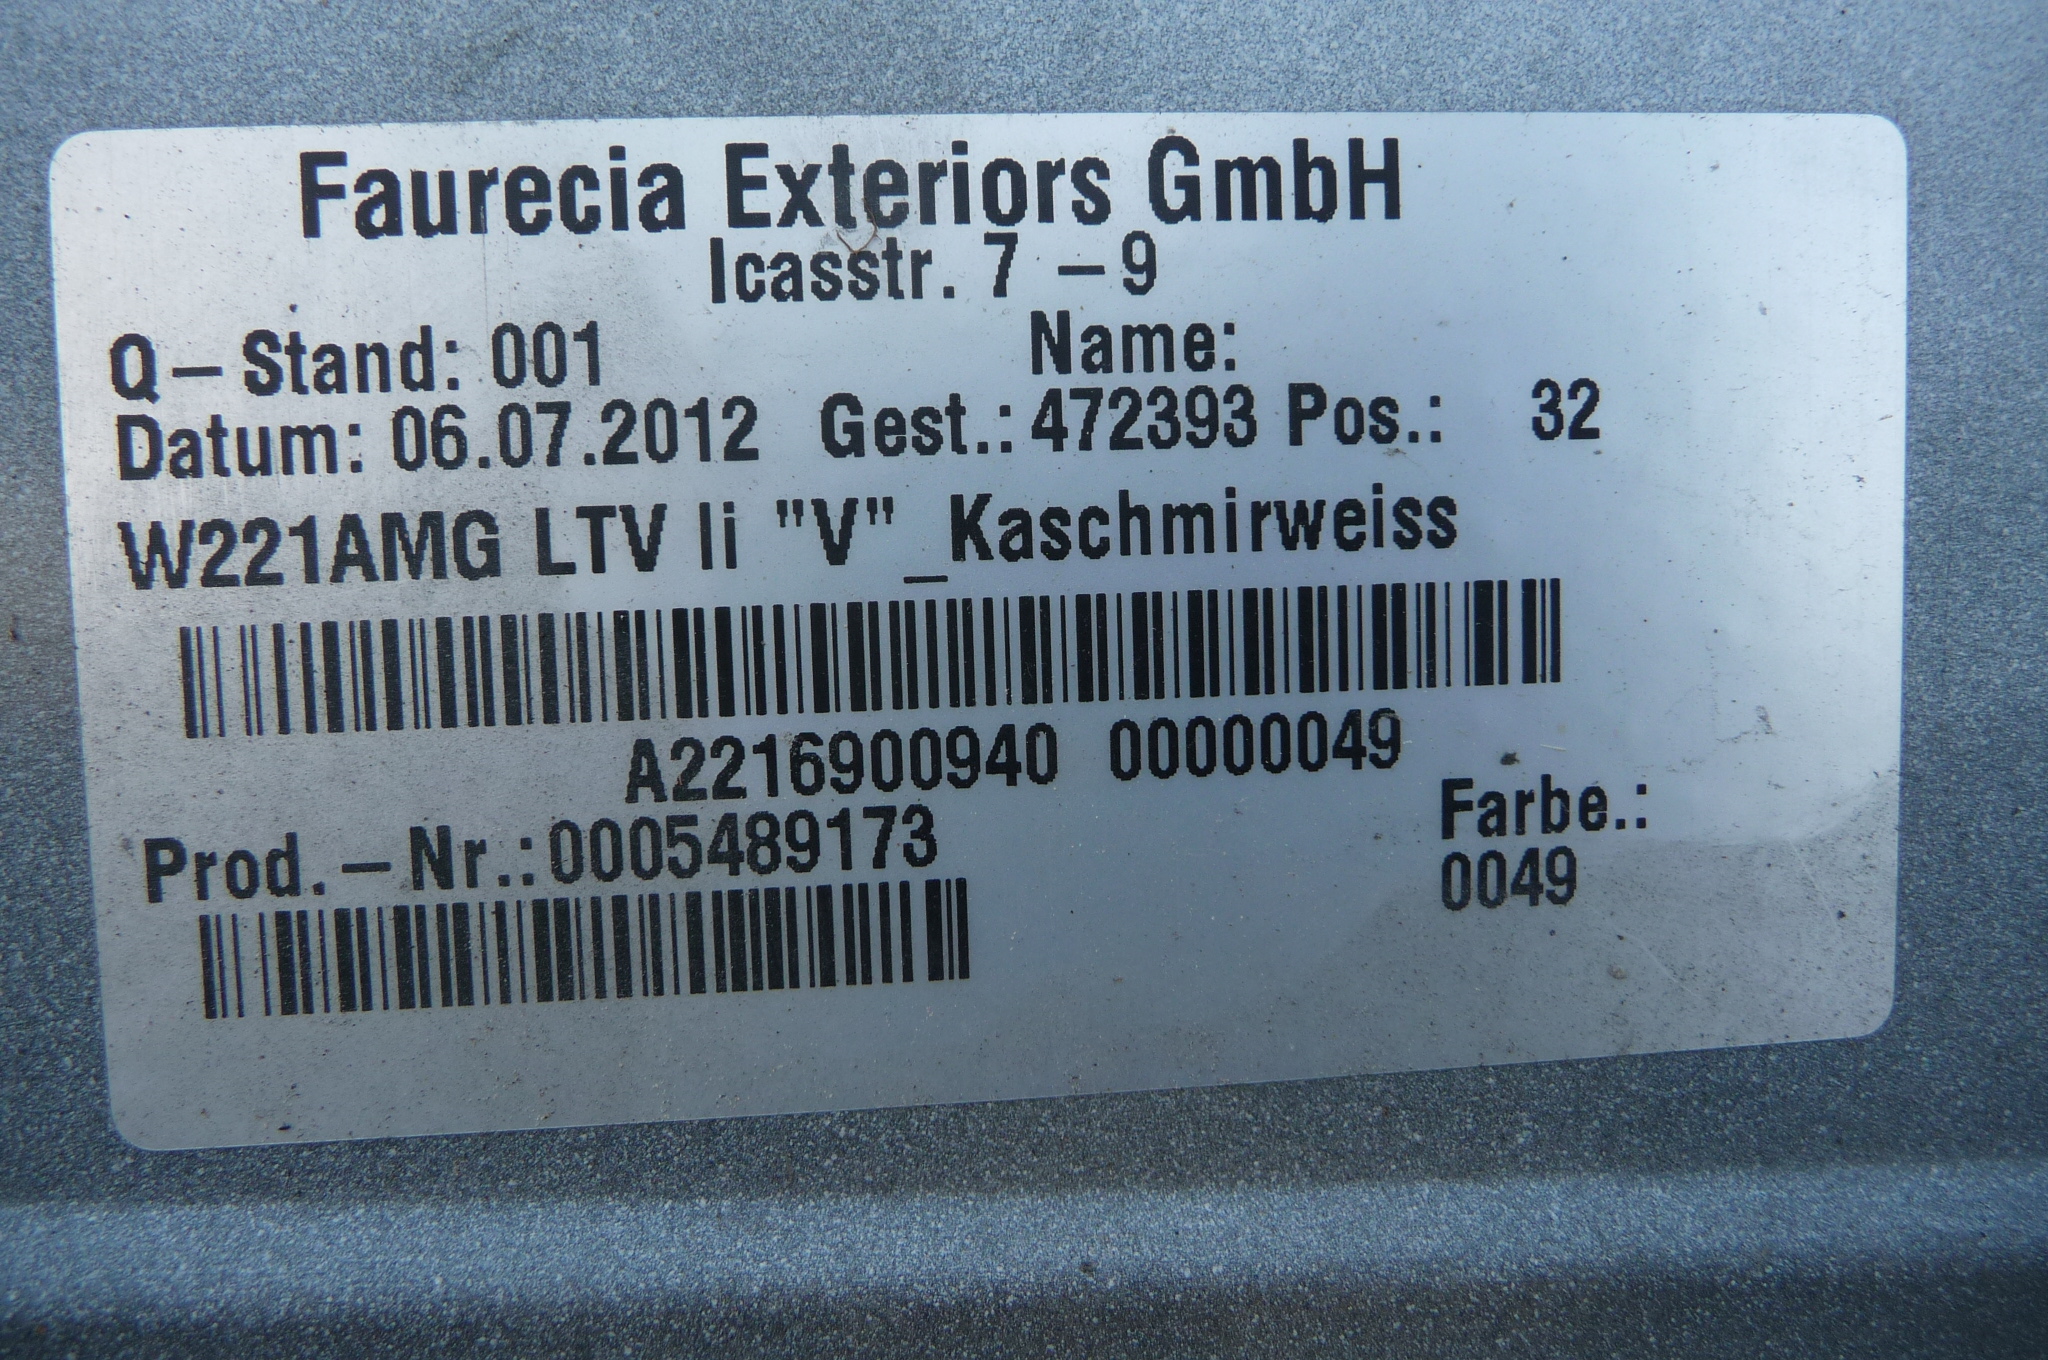 Faurecia Exteriors GmbH
Icasstr. 7 – 9
Q – Stand: 001 Name:
Datum: 06.07.2012 Gest.: 472393 Pos.: 32
W221AMG LTV li "V" _Kaschmirweiss
A2216900940 00000049
Prod. – Nr.: 0005489173 Farbe.:
0049